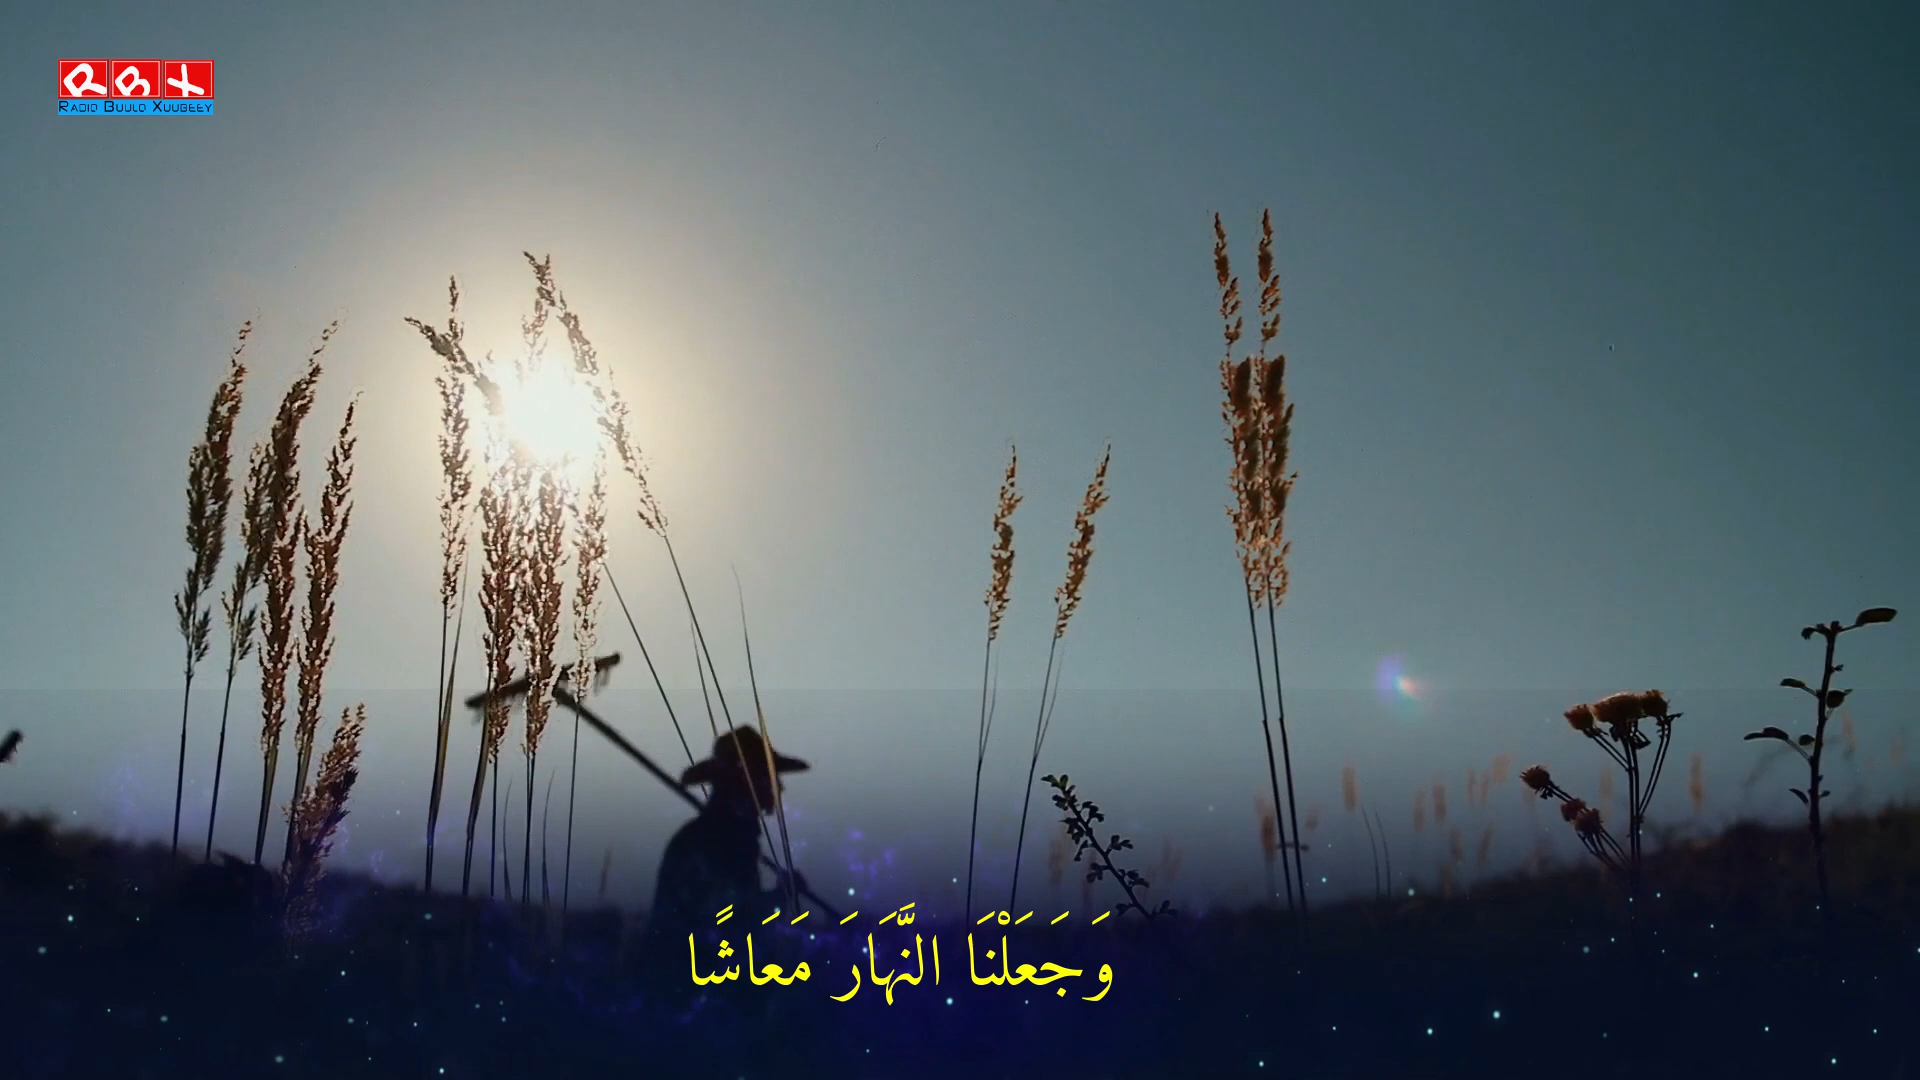 RBX
Radio Buulo Xuubeey
وَجَعَلْنَا النَّهَارَ مَعَاشًا